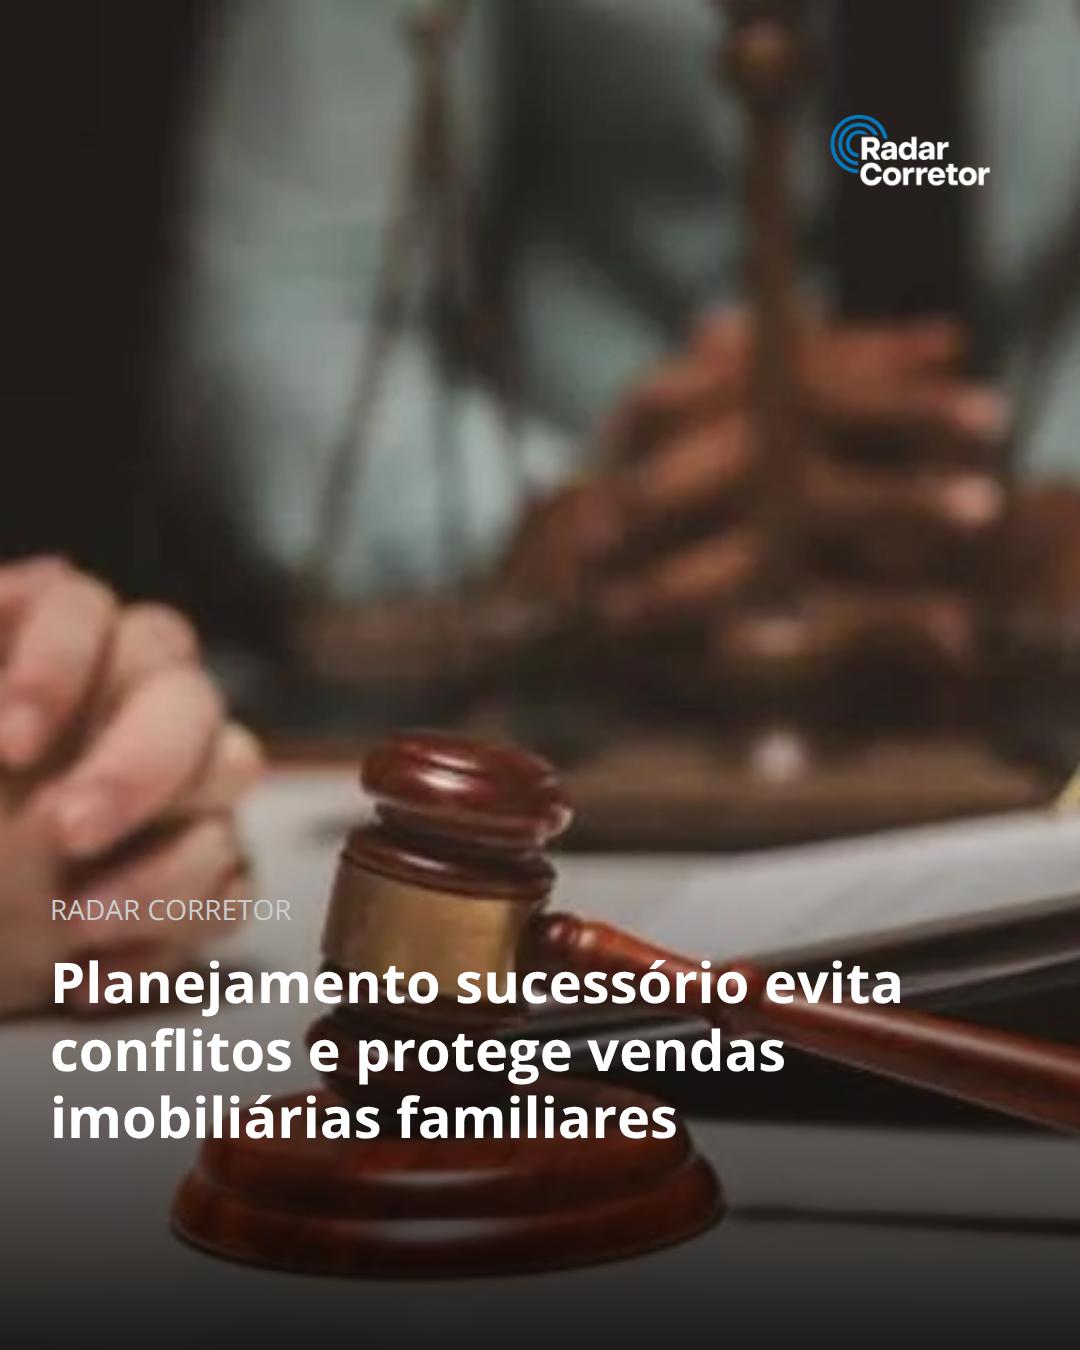 Radar
Corretor
RADAR CORRETOR
Planejamento sucessório evita
conflitos e protege vendas
imobiliárias familiares